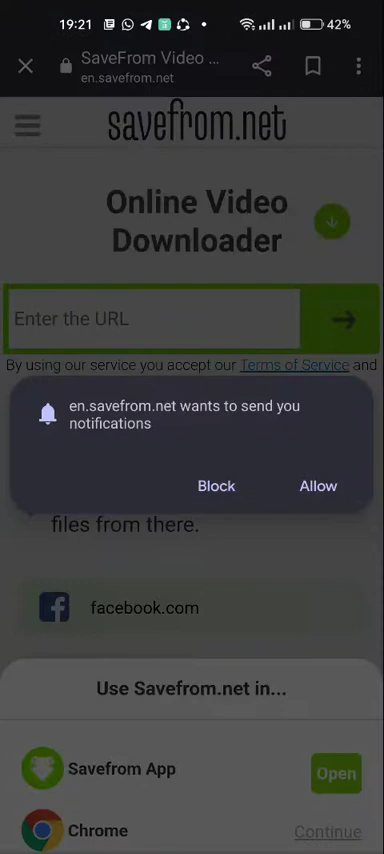 19:21
42%
SaveFrom Video ...
en.savefrom.net
savefrom.net
Online Video
Downloader
Enter the URL
By using our service you accept our Terms of Service and
en.savefrom.net wants to send you
notifications
Block
Allow
files from there.
facebook.com
Use Savefrom.net in...
Savefrom App
Open
Chrome
Continue